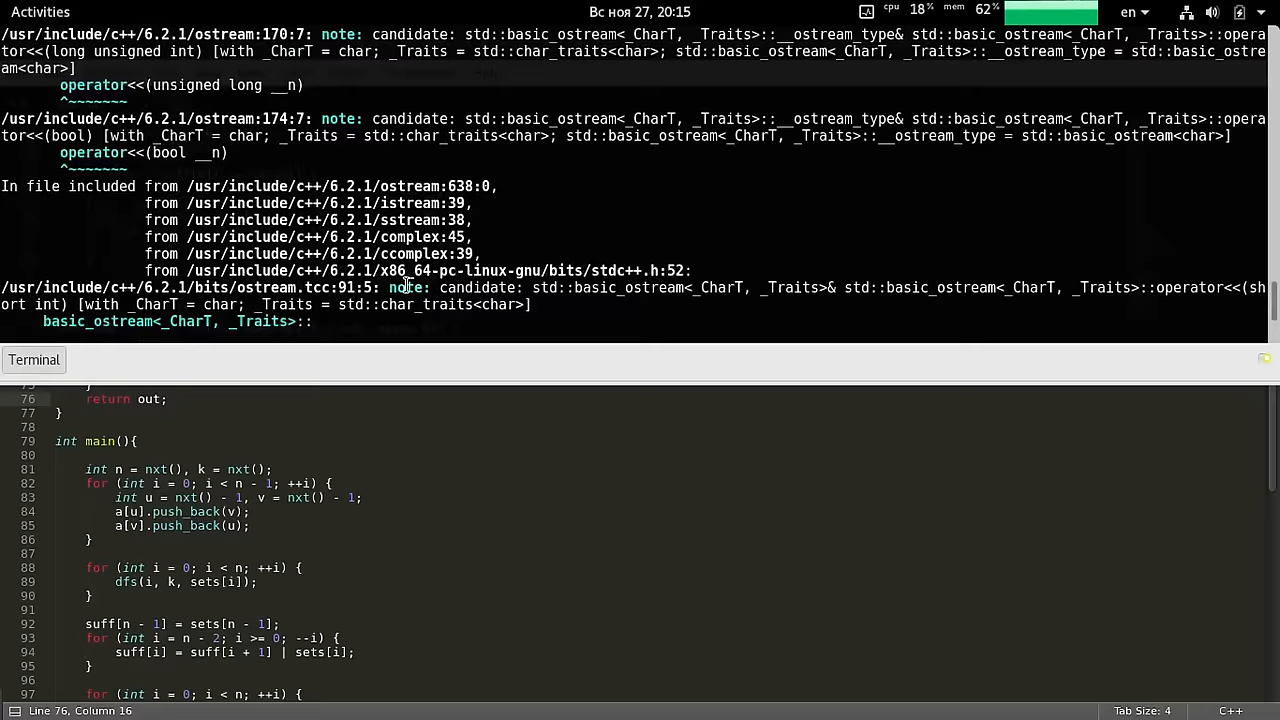 Activities
Вс ноя 27, 20:15
cpu 18% mem 62%
en
/usr/include/c++/6.2.1/ostream:170:7: note: candidate: std::basic_ostream<_CharT, _Traits>::__ostream_type& std::basic_ostream<_CharT, _Traits>::opera
tor<<(long unsigned int) [with _CharT = char; _Traits = std::char_traits<char>; std::basic_ostream<_CharT, _Traits>::__ostream_type = std::basic_ostre
am<char>]
       operator<<(unsigned long __n)
       ^~~~~~~~
/usr/include/c++/6.2.1/ostream:174:7: note: candidate: std::basic_ostream<_CharT, _Traits>::__ostream_type& std::basic_ostream<_CharT, _Traits>::opera
tor<<(bool) [with _CharT = char; _Traits = std::char_traits<char>; std::basic_ostream<_CharT, _Traits>::__ostream_type = std::basic_ostream<char>]
       operator<<(bool __n)
       ^~~~~~~~
In file included from /usr/include/c++/6.2.1/ostream:638:0,
                 from /usr/include/c++/6.2.1/istream:39,
                 from /usr/include/c++/6.2.1/sstream:38,
                 from /usr/include/c++/6.2.1/complex:45,
                 from /usr/include/c++/6.2.1/ccomplex:39,
                 from /usr/include/c++/6.2.1/x86_64-pc-linux-gnu/bits/stdc++.h:52:
/usr/include/c++/6.2.1/bits/ostream.tcc:91:5: note: candidate: std::basic_ostream<_CharT, _Traits>& std::basic_ostream<_CharT, _Traits>::operator<<(sh
ort int) [with _CharT = char; _Traits = std::char_traits<char>]
     basic_ostream<_CharT, _Traits>::
Terminal
75     }
76     return out;
77 }
78
79 int main(){
80
81     int n = nxt(), k = nxt();
82     for (int i = 0; i < n - 1; ++i) {
83         int u = nxt() - 1, v = nxt() - 1;
84         a[u].push_back(v);
85         a[v].push_back(u);
86     }
87
88     for (int i = 0; i < n; ++i) {
89         dfs(i, k, sets[i]);
90     }
91
92     suff[n - 1] = sets[n - 1];
93     for (int i = n - 2; i >= 0; --i) {
94         suff[i] = suff[i + 1] | sets[i];
95     }
96
97     for (int i = 0; i < n; ++i) {
Line 76, Column 16
Tab Size: 4
C++